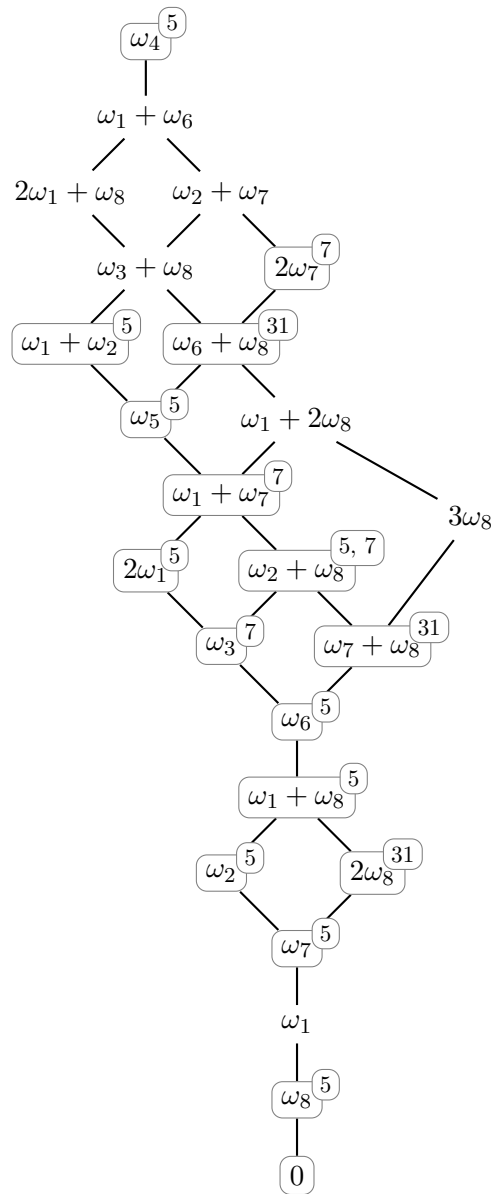 ω₄ 5
ω₁ + ω₆
2ω₁ + ω₈ ω₂ + ω₇
ω₃ + ω₈ 2ω₇ 7
ω₁ + ω₂ 5 ω₆ + ω₈ 31
ω₅ 5 ω₁ + 2ω₈
ω₁ + ω₇ 7
3ω₈
2ω₁ 5 ω₂ + ω₈ 5, 7
ω₃ 7 ω₇ + ω₈ 31
ω₆ 5
ω₁ + ω₈ 5
ω₂ 5 2ω₈ 31
ω₇ 5
ω₁
ω₈ 5
0